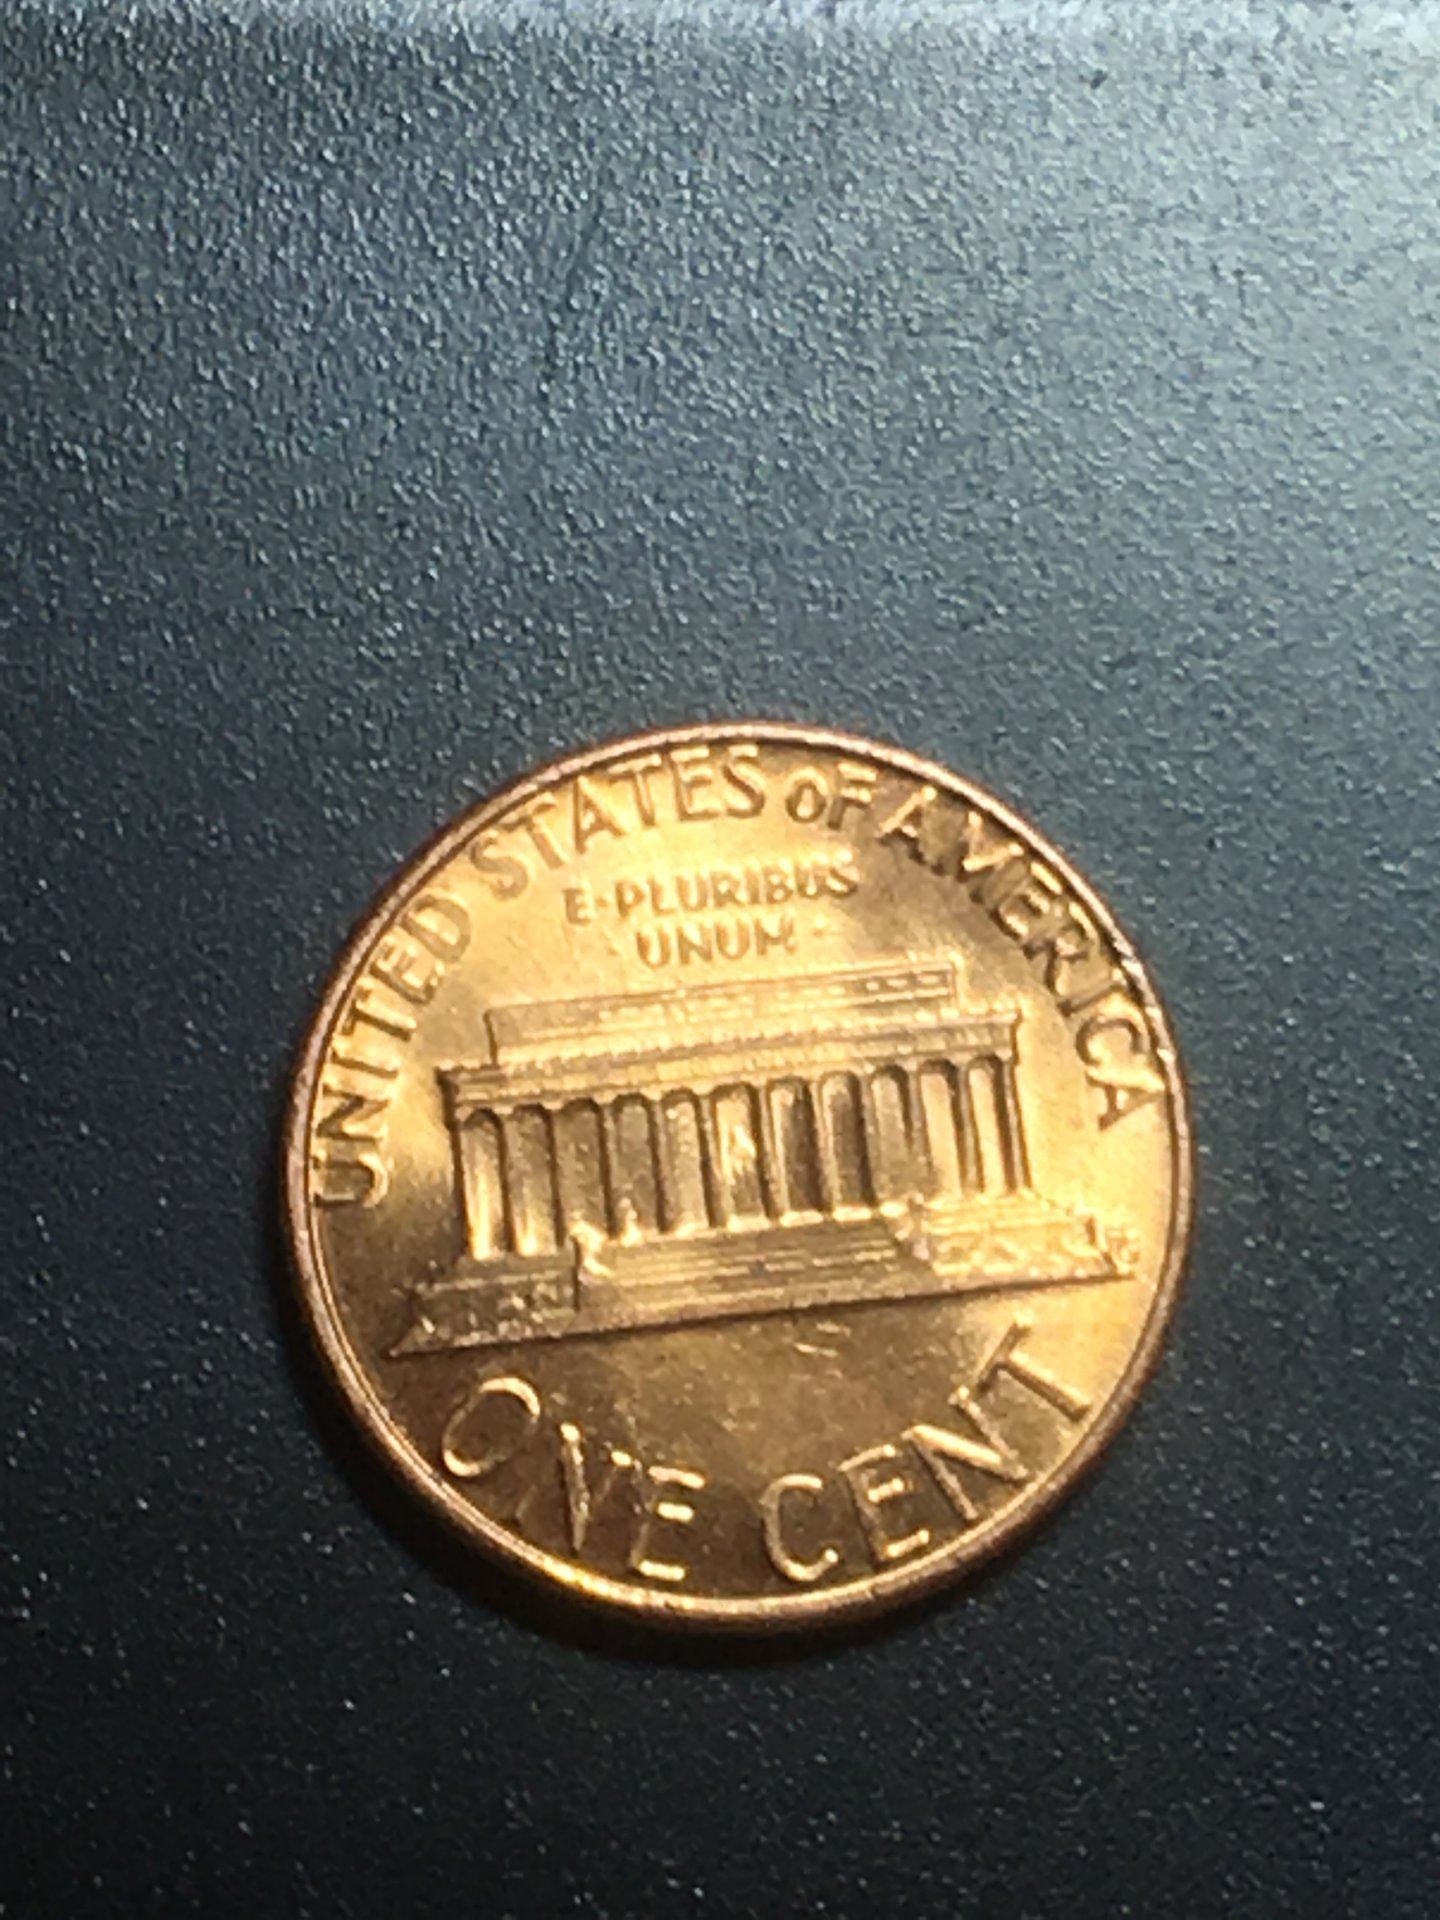 UNITED STATES OF AMERICA
E·PLURIBUS
UNUM
ONE CENT